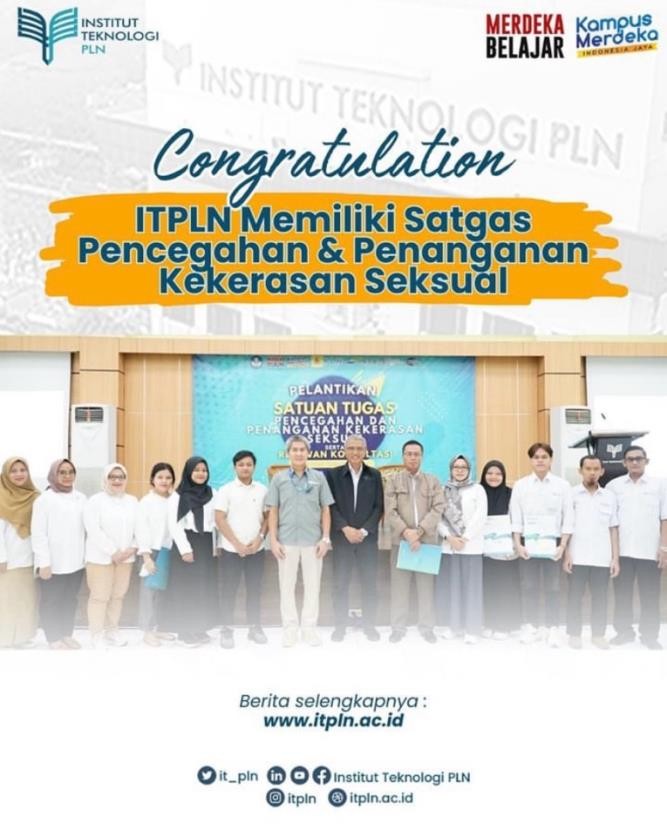 INSTITUT
TEKNOLOGI
PLN
MERDEKA
BELAJAR
Kampus
Merdeka
INDONESIA JAYA
INSTITUT TEKNOLOGI PLN
Congratulation
ITPLN Memiliki Satgas
Pencegahan & Penanganan
Kekerasan Seksual
PELANTIKAN
SATUAN TUGAS
PENCEGAHAN DAN
PENANGANAN KEKERASAN
Berita selengkapnya :
www.itpln.ac.id
it_pln
Institut Teknologi PLN
itpln
itpln.ac.id